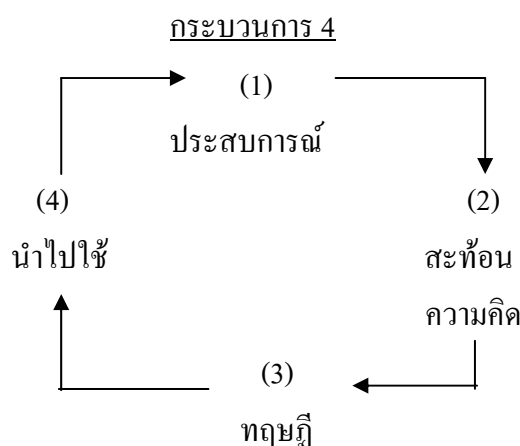 กระบวนการ 4
(1)
ประสบการณ์
(2)
สะท้อน
ความคิด
(3)
ทฤษฎี
(4)
นำไปใช้